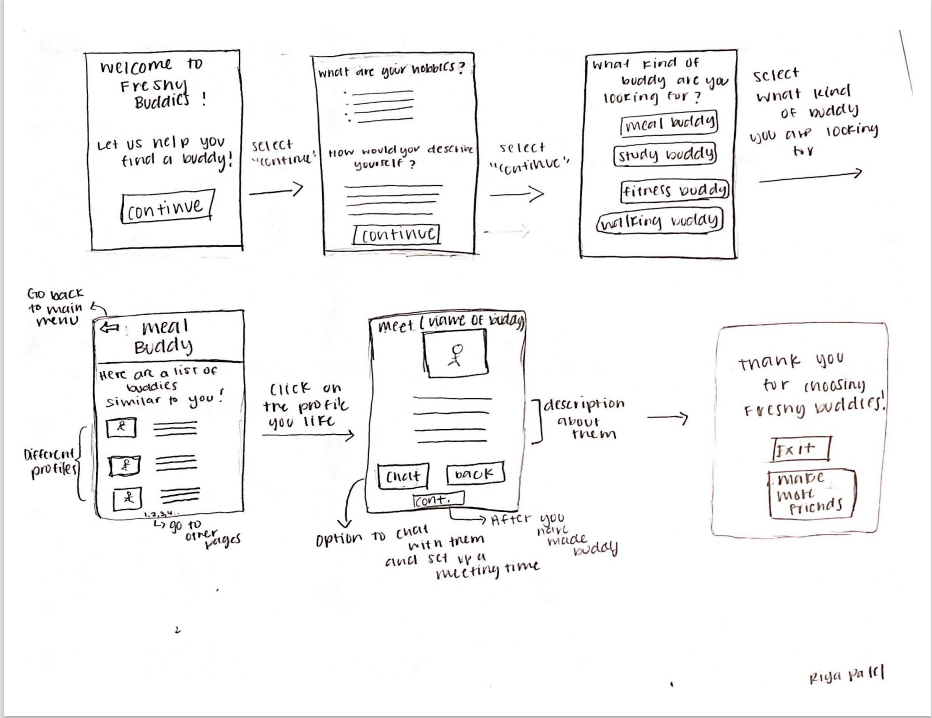 Welcome to
Freshy
Buddies!
Let us help you
find a buddy!
continue
select
"continue"
What are your hobbies?
How would you describe
yourself?
continue
select
"continue"
What kind of
buddy are you
looking for?
meal buddy
study buddy
fitness buddy
walking buddy
select
what kind
of buddy
you are looking
for
Go back
to main
menu
meal
Buddy
Here are a list of
buddies
similar to you!
Different
profiles
1,2,3,4...
go to
other
pages
Click on
the profile
you like
meet (name of buddy)
description
about
them
chat
back
cont.
Option to chat
with them
and set up a
meeting time
After you
have
made
buddy
Thank you
for choosing
Freshy buddies!
Exit
make
more
friends
2
Riya Patel